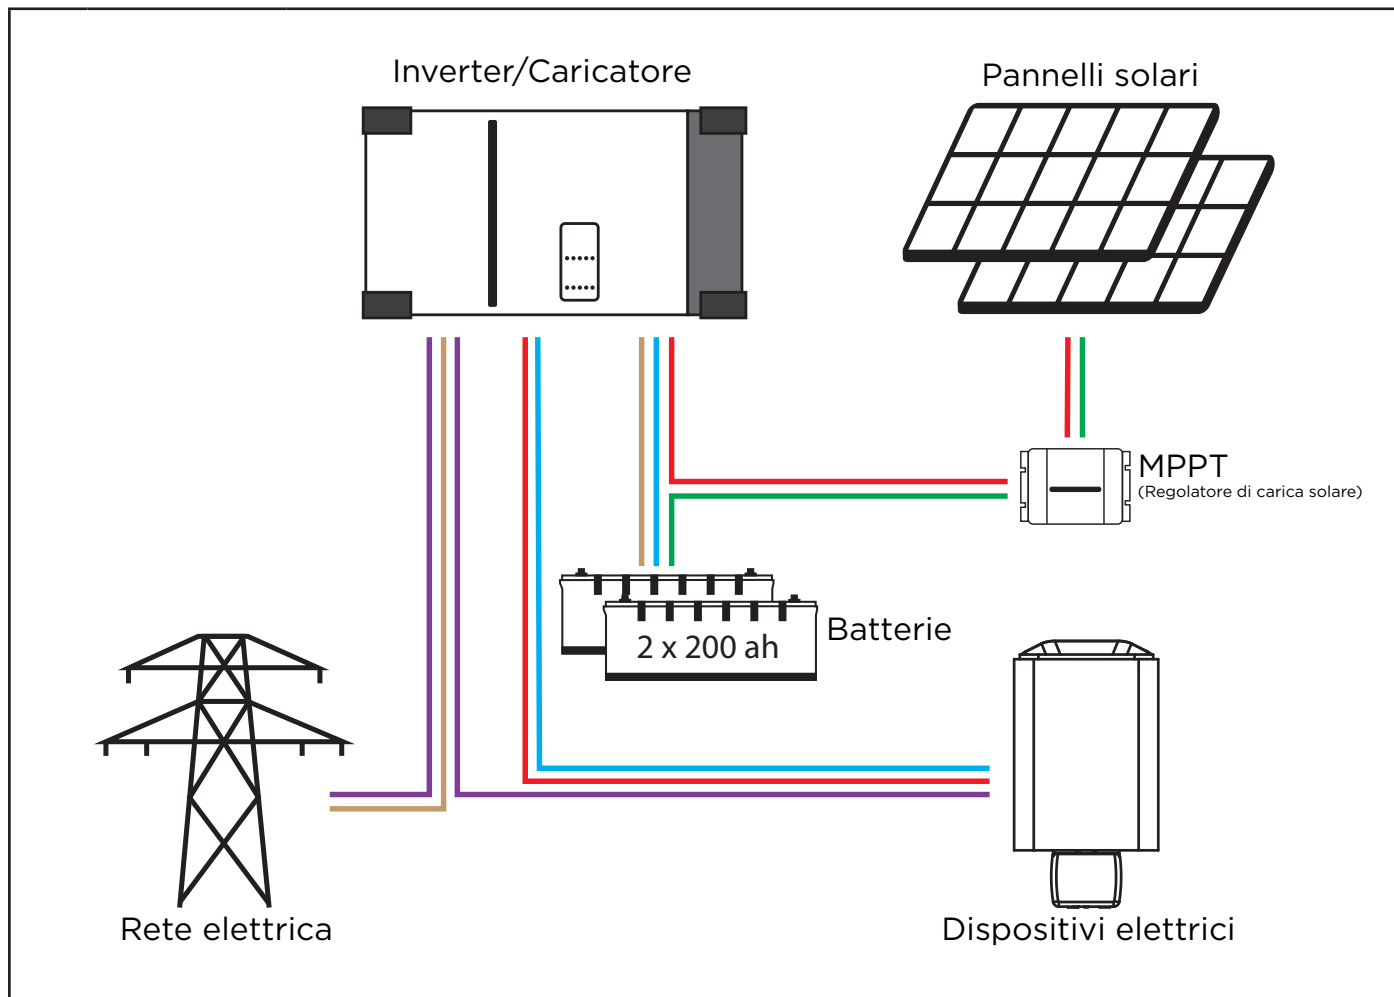 Inverter/Caricatore
Pannelli solari
MPPT
(Regolatore di carica solare)
Batterie
2 x 200 ah
Rete elettrica
Dispositivi elettrici